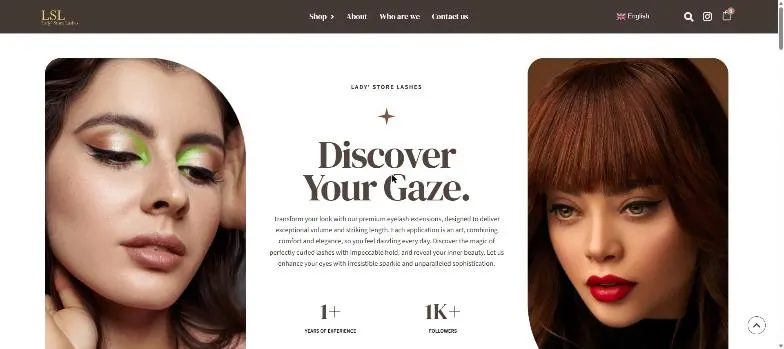 LSL
Lady' Store Lashes
Shop
About
Who are we
Contact us
English
0
LADY' STORE LASHES
Discover
Your Gaze.
Transform your look with our premium eyelash extensions, designed to deliver
exceptional volume and striking length. Each application is an art, combining
comfort and elegance, so you feel dazzling every day. Discover the magic of
perfectly curled lashes with impeccable hold, and reveal your inner beauty. Let us
enhance your eyes with irresistible sparkle and unparalleled sophistication.
1+
1K+
YEARS OF EXPERIENCE
FOLLOWERS